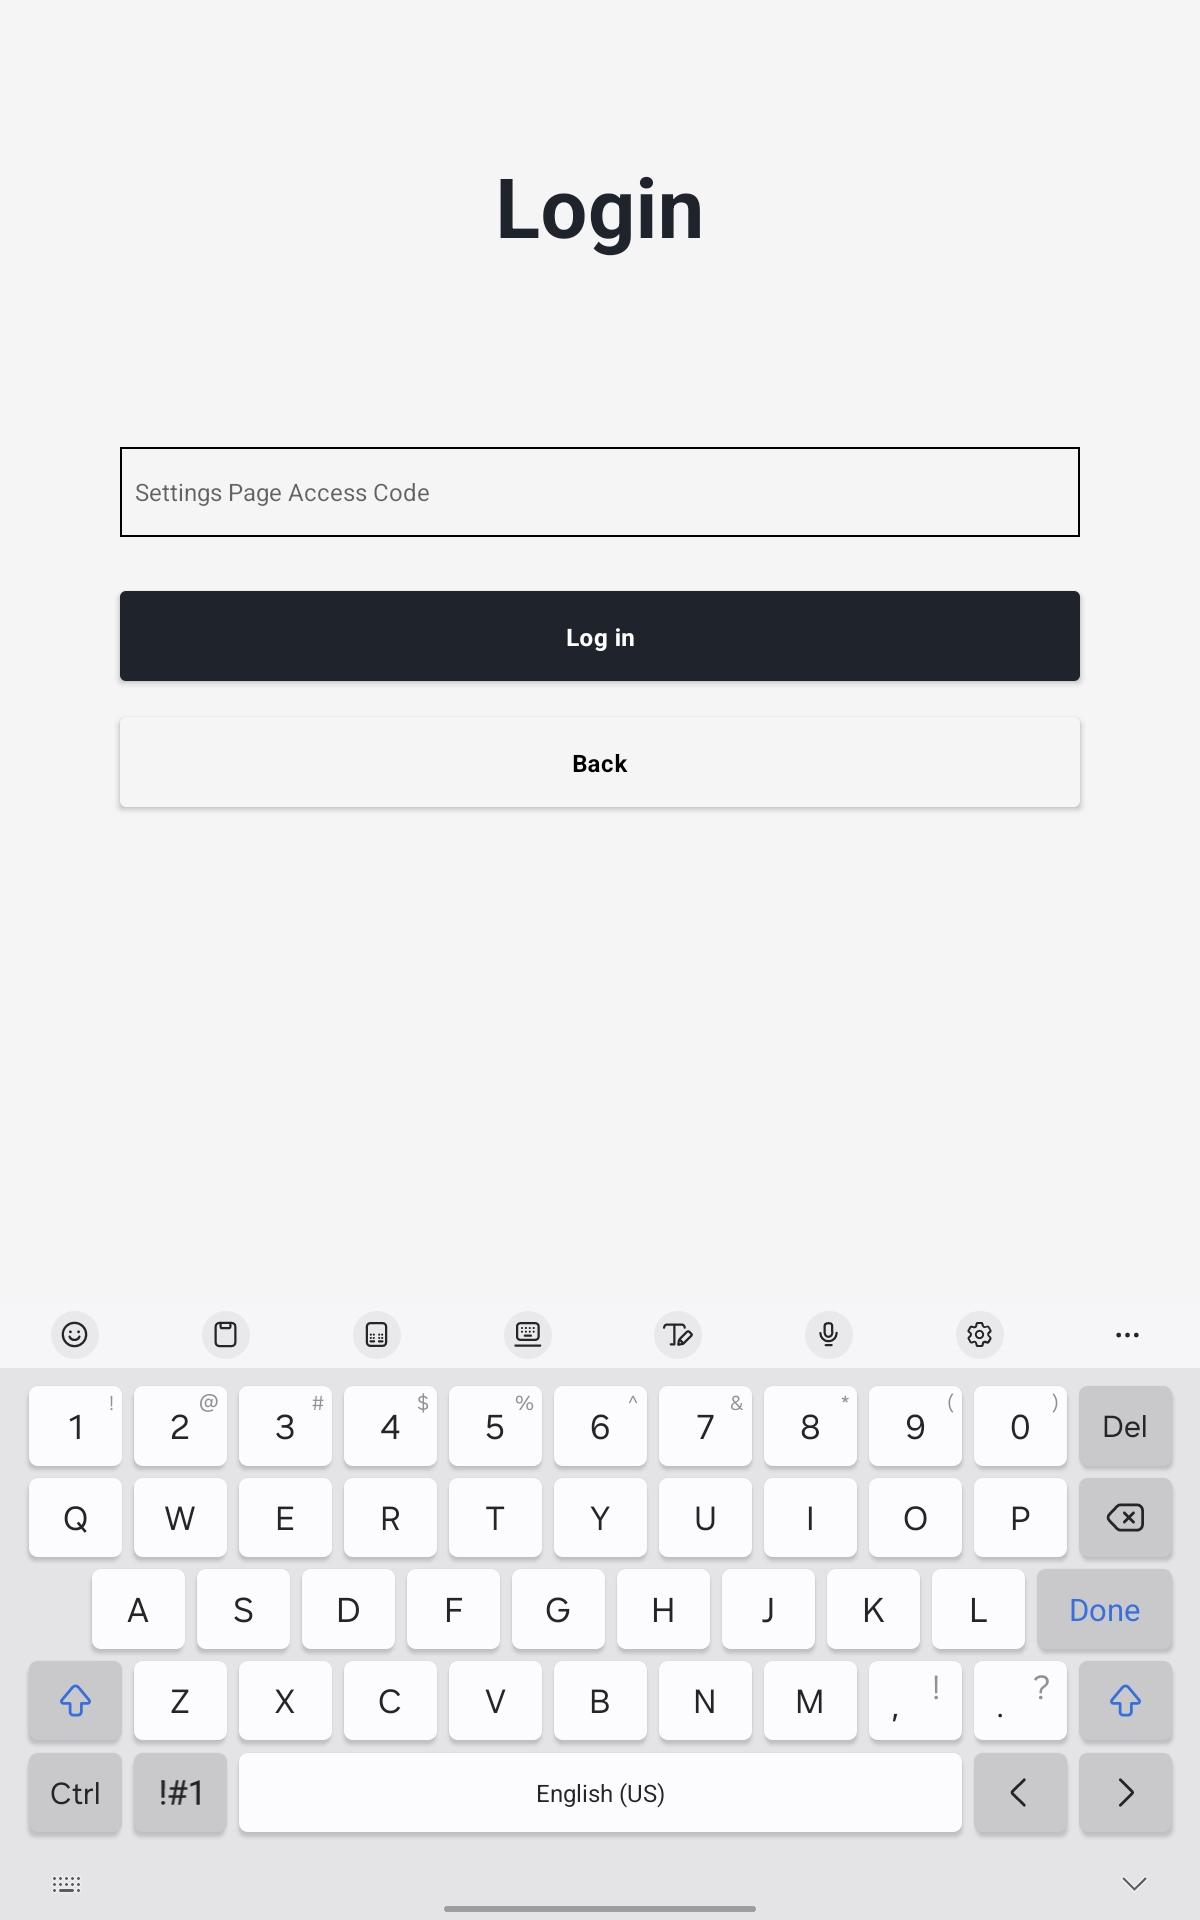 Login
Settings Page Access Code
Log in
Back
1 ! 2 @ 3 # 4 $ 5 % 6 ^ 7 & 8 * 9 ( 0 ) Del
Q W E R T Y U I O P
A S D F G H J K L Done
Z X C V B N M , ! . ?
Ctrl !#1 English (US) < >